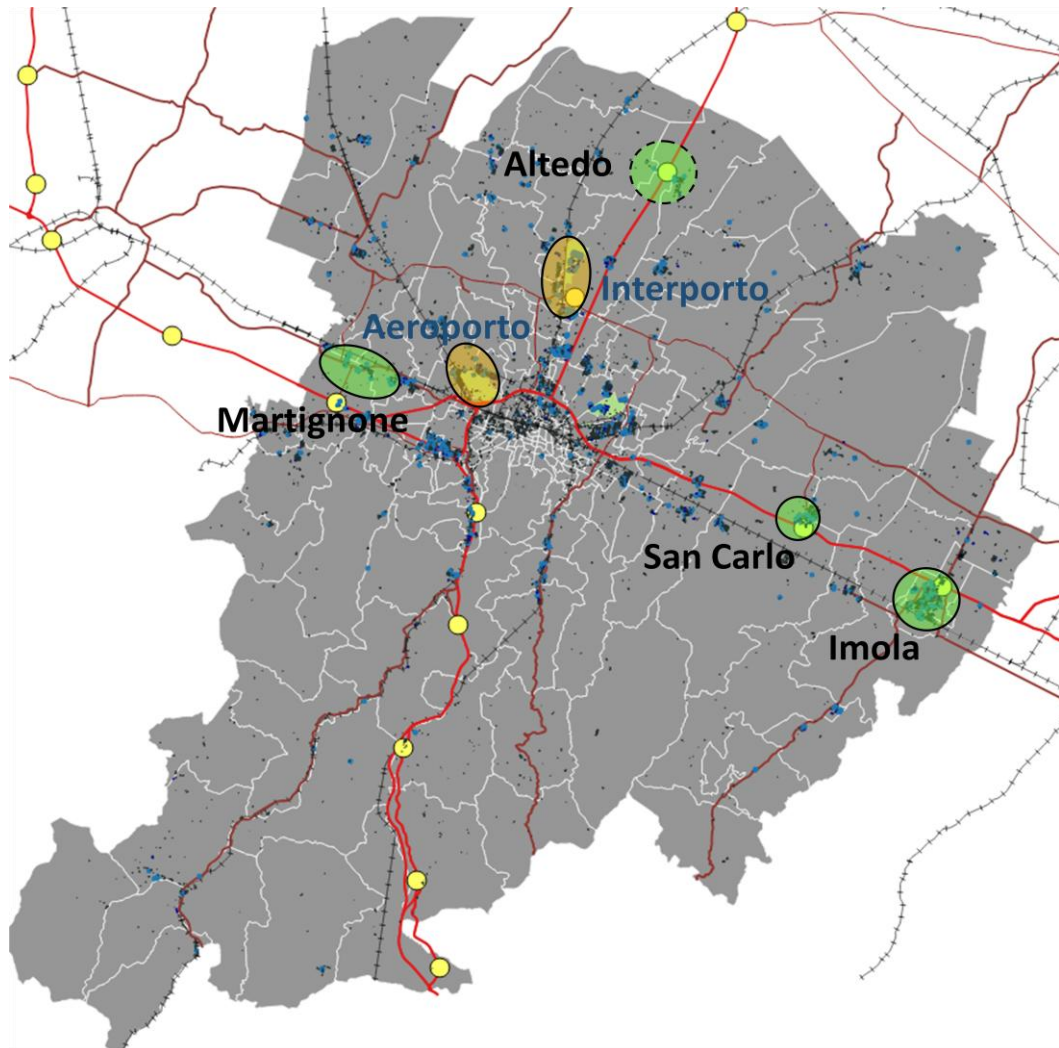 Altedo
Interporto
Aeroporto
Martignone
San Carlo
Imola